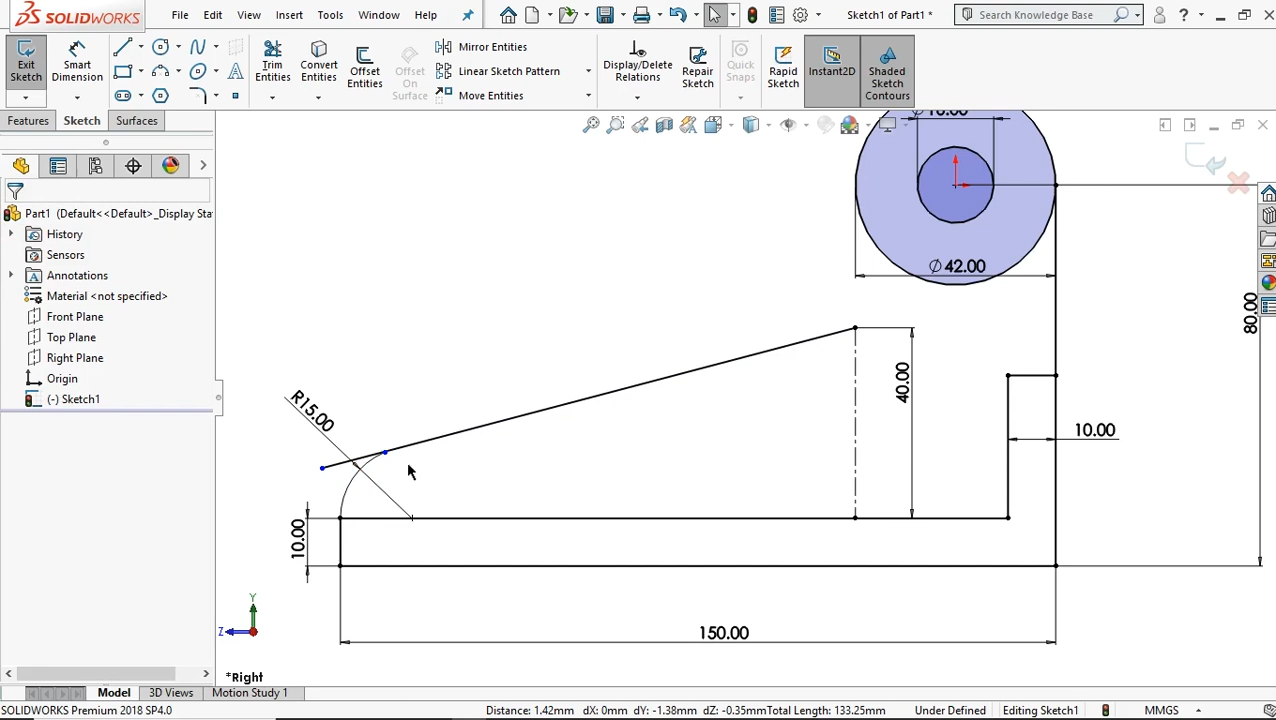 SOLIDWORKS
File Edit View Insert Tools Window Help
Sketch1 of Part1 *
Search Knowledge Base
?
Exit Sketch
Smart Dimension
Trim Entities
Convert Entities
Offset Entities
Offset On Surface
Mirror Entities
Linear Sketch Pattern
Move Entities
Display/Delete Relations
Repair Sketch
Quick Snaps
Rapid Sketch
Instant2D
Shaded Sketch Contours
Features Sketch Surfaces
Part1 (Default<<Default>_Display Sta
History
Sensors
Annotations
Material <not specified>
Front Plane
Top Plane
Right Plane
Origin
(-) Sketch1
Ø42.00
80.00
40.00
R15.00
10.00
10.00
150.00
Y
Z
*Right
Model 3D Views Motion Study 1
SOLIDWORKS Premium 2018 SP4.0
Distance: 1.42mm dX: 0mm dY: -1.38mm dZ: -0.35mm Total Length: 133.25mm
Under Defined
Editing Sketch1
MMGS